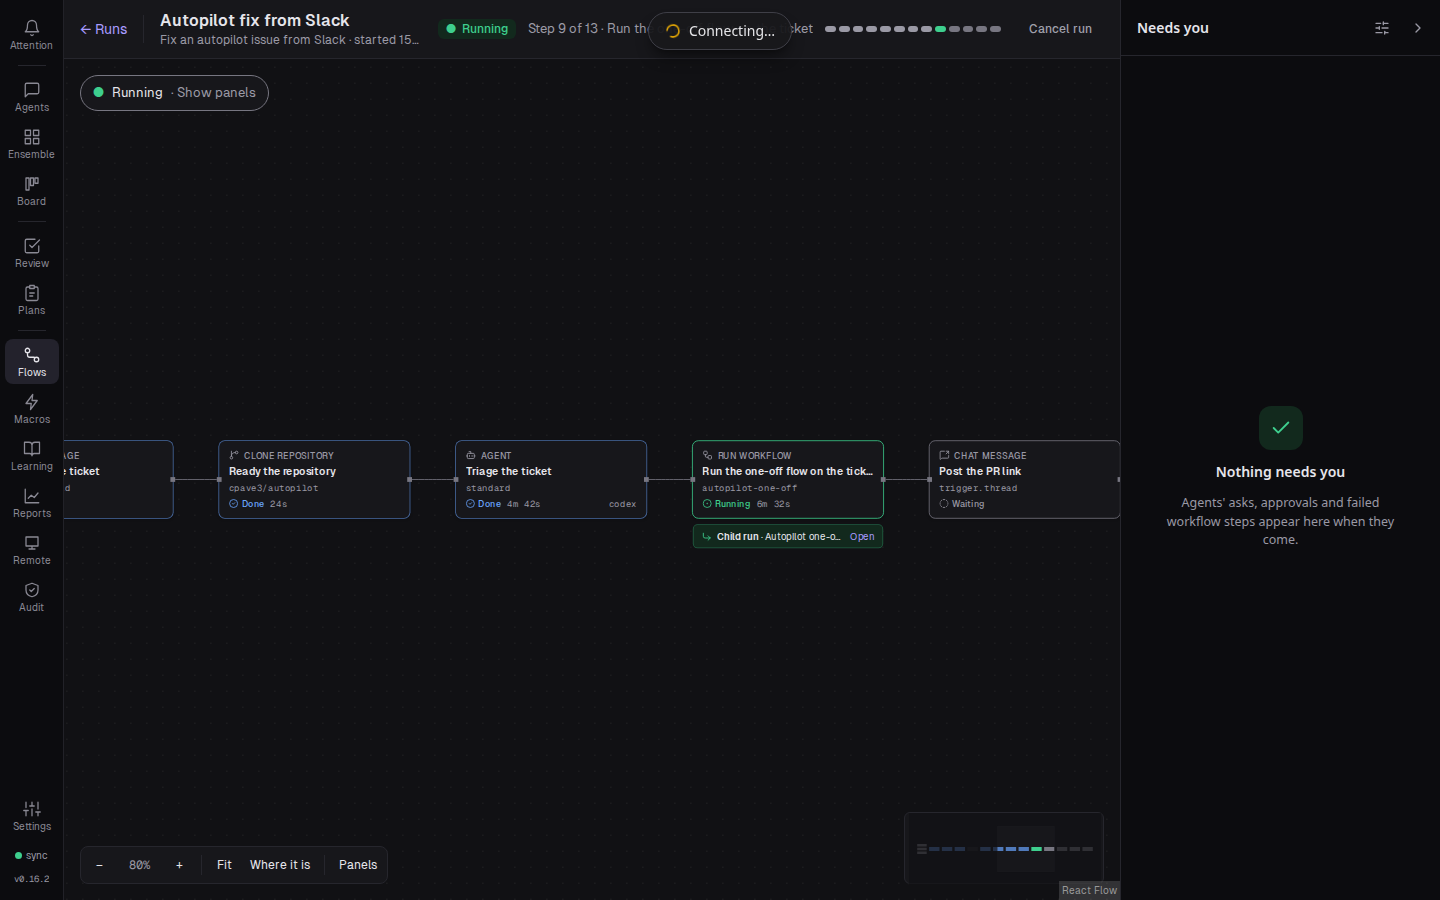 Attention
Agents
Ensemble
Board
Review
Plans
Flows
Macros
Learning
Reports
Remote
Audit
Settings
sync
v0.16.2
← Runs
Autopilot fix from Slack
Fix an autopilot issue from Slack · started 15…
Running
Step 9 of 13 · Run th
cket
Connecting…
Cancel run
Running · Show panels
AGE
e ticket
d
CLONE REPOSITORY
Ready the repository
cpave3/autopilot
Done 24s
AGENT
Triage the ticket
standard
Done 4m 42s codex
RUN WORKFLOW
Run the one-off flow on the tick…
autopilot-one-off
Running 6m 32s
Child run · Autopilot one-o… Open
CHAT MESSAGE
Post the PR link
trigger.thread
Waiting
− 80% + Fit Where it is Panels
React Flow
Needs you
Nothing needs you
Agents' asks, approvals and failed
workflow steps appear here when they
come.